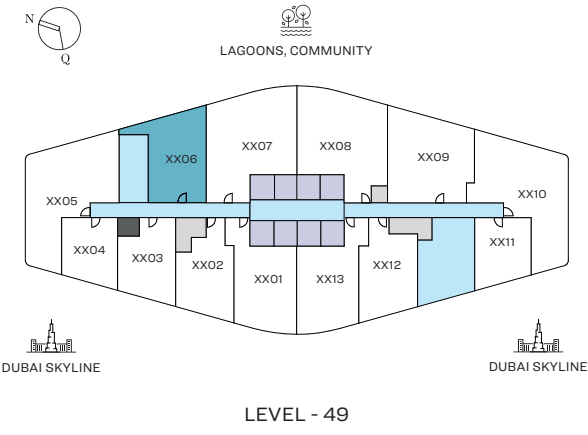 N
Q
LAGOONS, COMMUNITY
XX06
XX07
XX08
XX09
XX05
XX10
XX04
XX03
XX02
XX01
XX13
XX12
XX11
DUBAI SKYLINE
DUBAI SKYLINE
LEVEL - 49